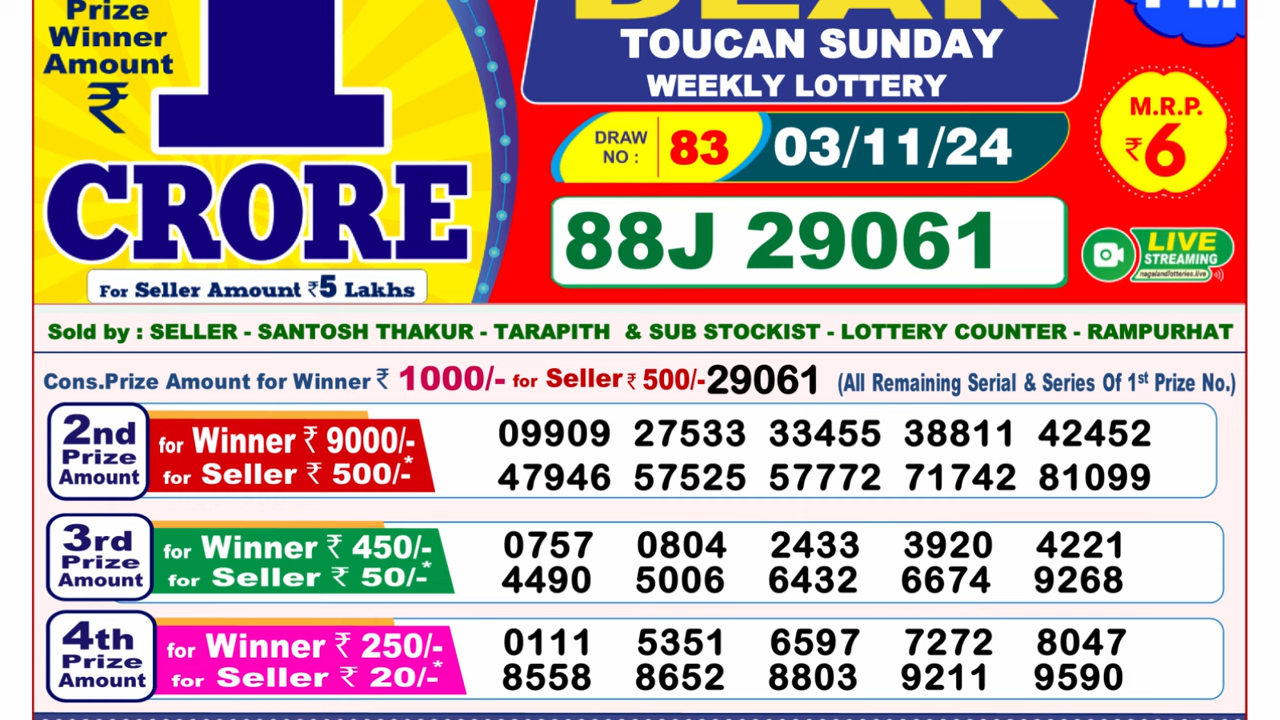 Prize
Winner
Amount
₹
1
CRORE
For Seller Amount ₹5 Lakhs
DEAR
TOUCAN SUNDAY
WEEKLY LOTTERY
DRAW NO : 83 03/11/24
PM
M.R.P.
₹6
88J 29061
LIVE
STREAMING
nagalandlotteries.live
Sold by : SELLER - SANTOSH THAKUR - TARAPITH & SUB STOCKIST - LOTTERY COUNTER - RAMPURHAT
Cons.Prize Amount for Winner ₹ 1000/- for Seller ₹ 500/- 29061 (All Remaining Serial & Series Of 1st Prize No.)
2nd
Prize
Amount
for Winner ₹ 9000/-
for Seller ₹ 500/-*
09909 27533 33455 38811 42452
47946 57525 57772 71742 81099
3rd
Prize
Amount
for Winner ₹ 450/-
for Seller ₹ 50/-*
0757 0804 2433 3920 4221
4490 5006 6432 6674 9268
4th
Prize
Amount
for Winner ₹ 250/-
for Seller ₹ 20/-*
0111 5351 6597 7272 8047
8558 8652 8803 9211 9590